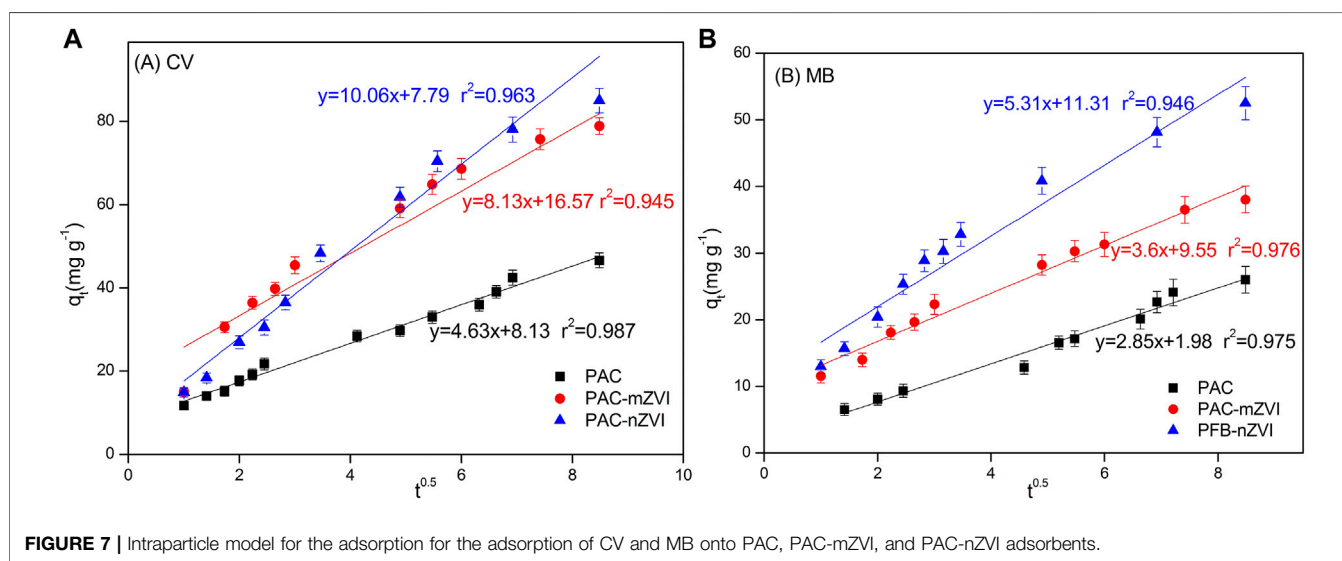 A
(A) CV
y=10.06x+7.79 r²=0.963
y=8.13x+16.57 r²=0.945
y=4.63x+8.13 r²=0.987
PAC
PAC-mZVI
PAC-nZVI
qₜ(mg g⁻¹)
80
60
40
20
0
0 2 4 6 8 10
t⁰·⁵
B
(B) MB
y=5.31x+11.31 r²=0.946
y=3.6x+9.55 r²=0.976
y=2.85x+1.98 r²=0.975
PAC
PAC-mZVI
PFB-nZVI
qₜ(mg g⁻¹)
60
50
40
30
20
10
0
0 2 4 6 8
t⁰·⁵
FIGURE 7 | Intraparticle model for the adsorption for the adsorption of CV and MB onto PAC, PAC-mZVI, and PAC-nZVI adsorbents.